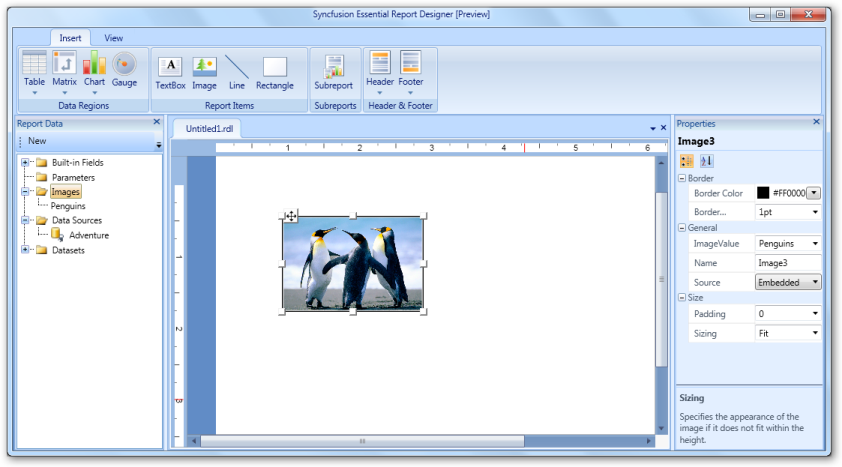 Syncfusion Essential Report Designer [Preview]
Insert View
Table Matrix Chart Gauge TextBox Image Line Rectangle Subreport Header Footer
Data Regions Report Items Subreports Header & Footer
Report Data
New
Built-in Fields
Parameters
Images
Penguins
Data Sources
Adventure
Datasets
Untitled1.rdl
1 2 3 4 5 6
1
2
3
Properties
Image3
Border
Border Color #FF0000
Border... 1pt
General
ImageValue Penguins
Name Image3
Source Embedded
Size
Padding 0
Sizing Fit
Sizing
Specifies the appearance of the
image if it does not fit within the
height.